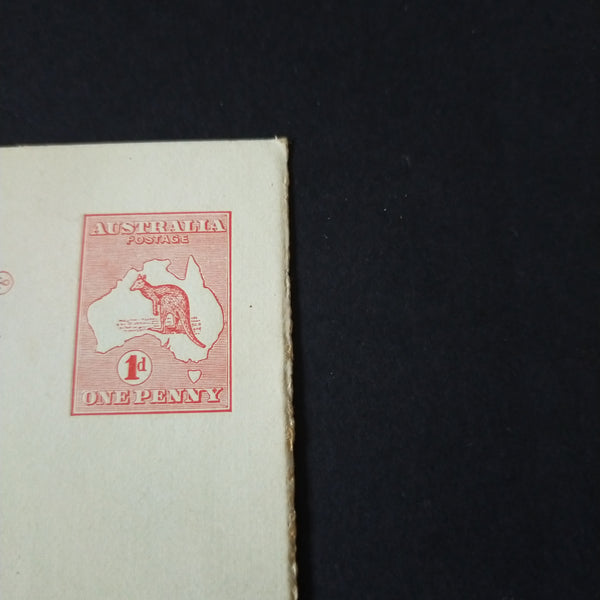 AUSTRALIA
POSTAGE
1d
ONE PENNY